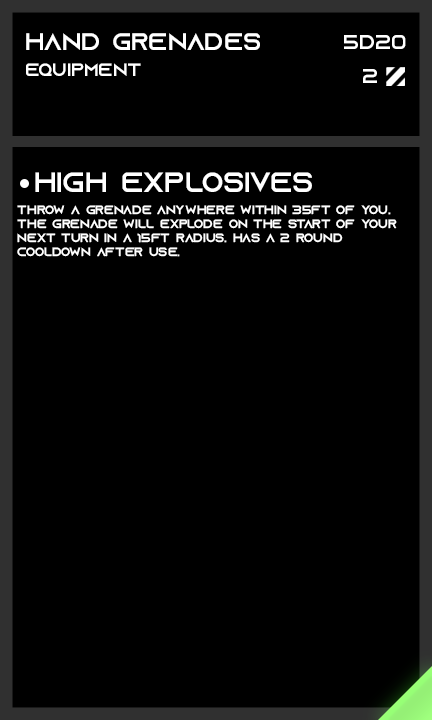 HAND GRENADES 5D20
EQUIPMENT 2
•HIGH EXPLOSIVES
THROW A GRENADE ANYWHERE WITHIN 35FT OF YOU.
THE GRENADE WILL EXPLODE ON THE START OF YOUR
NEXT TURN IN A 15FT RADIUS. HAS A 2 ROUND
COOLDOWN AFTER USE.